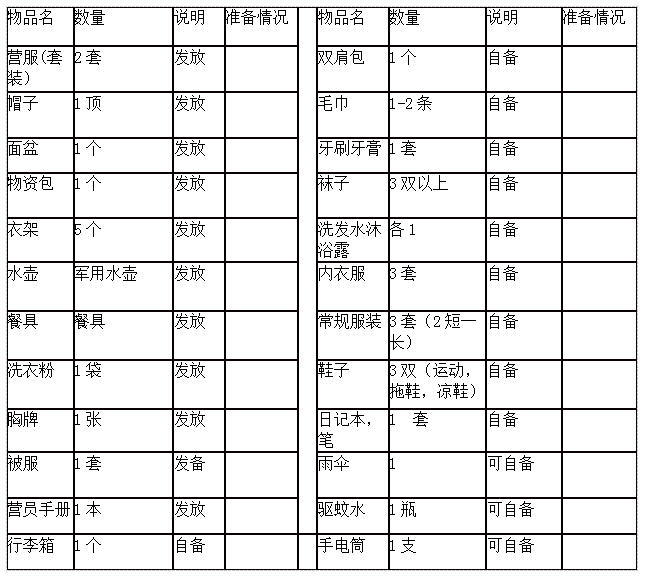 物品名 数量 说明 准备情况 物品名 数量 说明 准备情况
营服(套装) 2套 发放 双肩包 1个 自备
帽子 1顶 发放 毛巾 1-2条 自备
面盆 1个 发放 牙刷牙膏 1套 自备
物资包 1个 发放 袜子 3双以上 自备
衣架 5个 发放 洗发水沐浴露 各1 自备
水壶 军用水壶 发放 内衣服 3套 自备
餐具 餐具 发放 常规服装 3套（2短一长） 自备
洗衣粉 1袋 发放 鞋子 3双（运动，拖鞋，凉鞋） 自备
胸牌 1张 发放 日记本，笔 1 套 自备
被服 1套 发备 雨伞 1 可自备
营员手册 1本 发放 驱蚊水 1瓶 可自备
行李箱 1个 自备 手电筒 1支 可自备